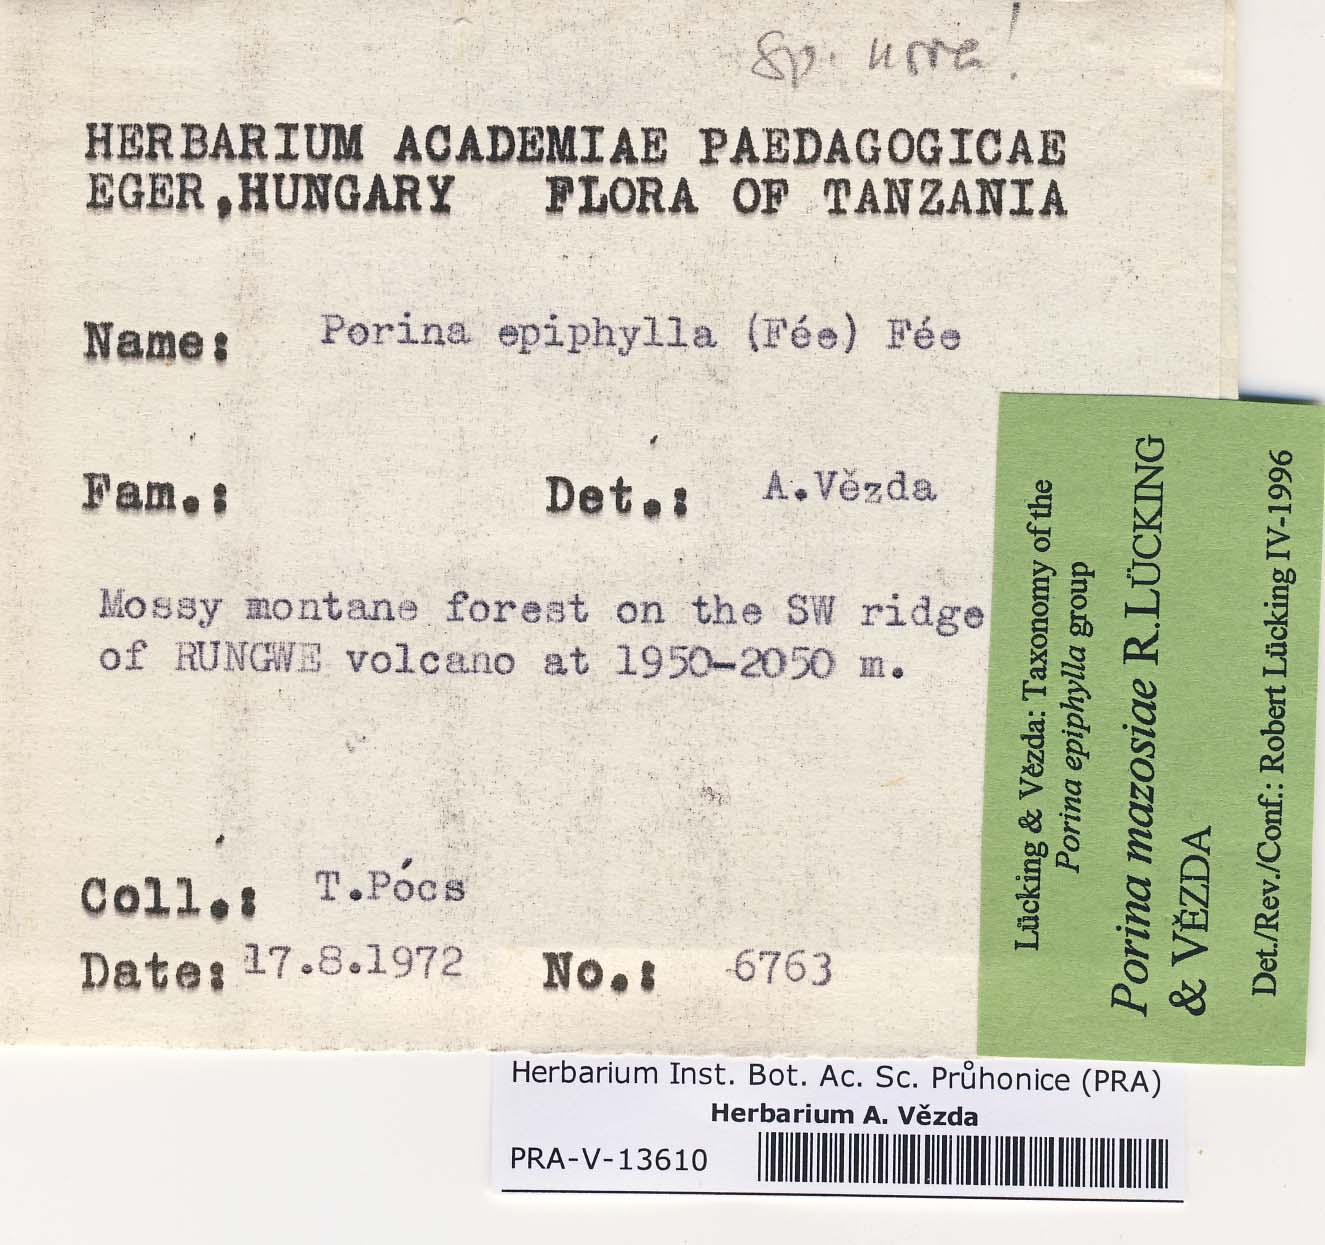 Sp. nova!
HERBARIUM ACADEMIAE PAEDAGOGICAE
EGER,HUNGARY FLORA OF TANZANIA
Name: Porina epiphylla (Fée) Fée
Fam.: Det.: A.Vězda
Mossy montane forest on the SW ridge
of RUNGWE volcano at 1950-2050 m.
Coll.: T.Pócs
Date: 17.8.1972 No.: 6763
Lücking & Vězda: Taxonomy of the
Porina epiphylla group
Porina mazosiae R.LÜCKING
& VĚZDA
Det./Rev./Conf.: Robert Lücking IV-1996
Herbarium Inst. Bot. Ac. Sc. Průhonice (PRA)
Herbarium A. Vězda
PRA-V-13610